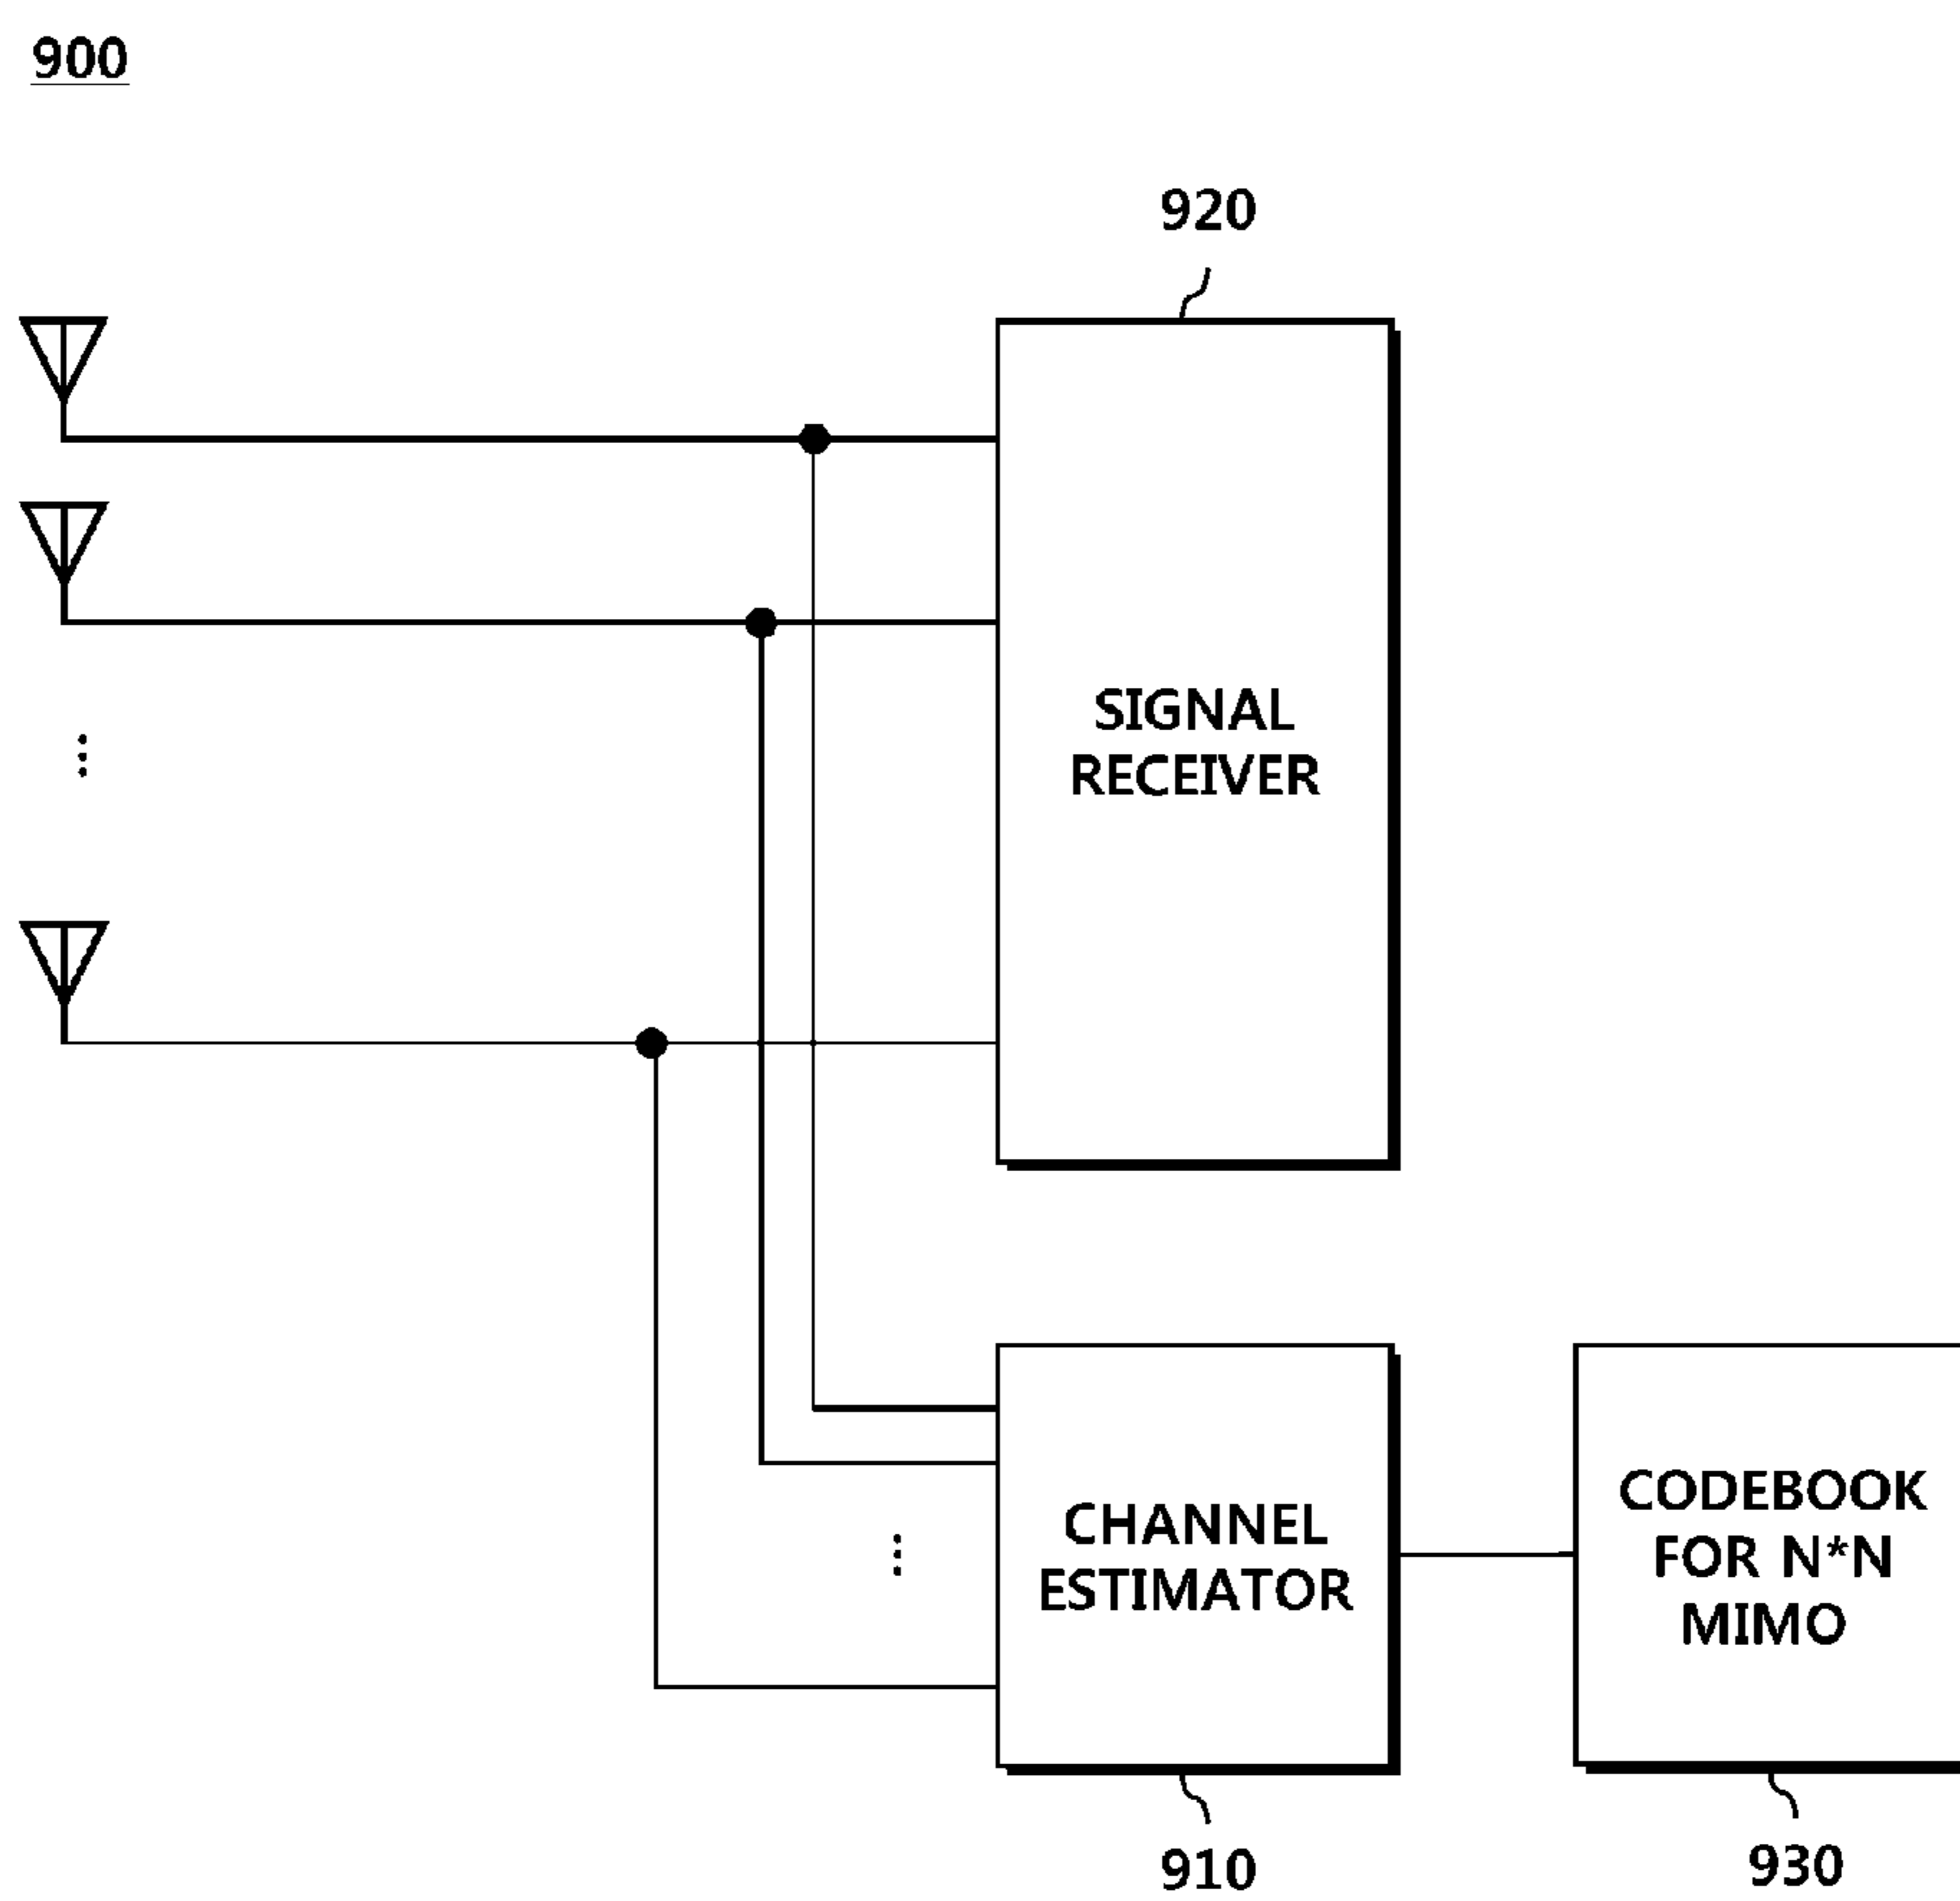 900
920
SIGNAL
RECEIVER
CHANNEL
ESTIMATOR
CODEBOOK
FOR N*N
MIMO
910
930